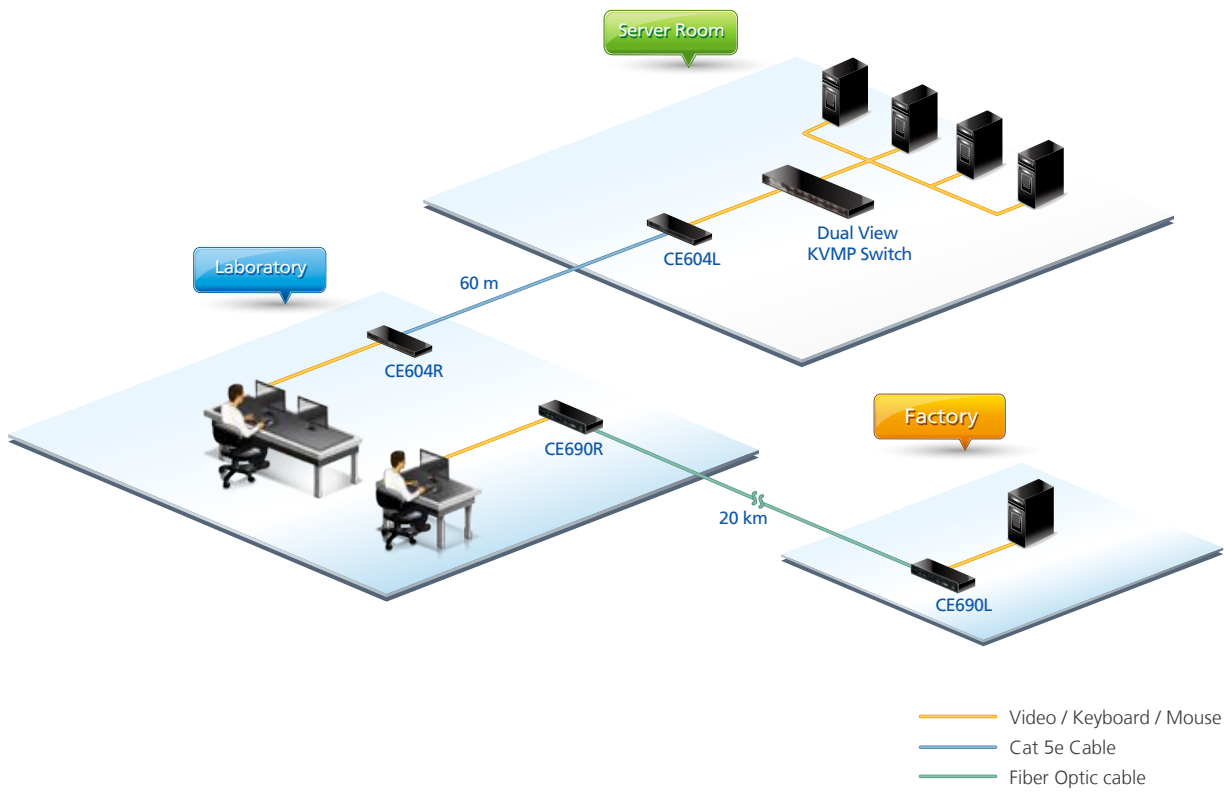 Server Room
Dual View
KVMP Switch
CE604L
Laboratory
60 m
CE604R
CE690R
Factory
20 km
CE690L
Video / Keyboard / Mouse
Cat 5e Cable
Fiber Optic cable